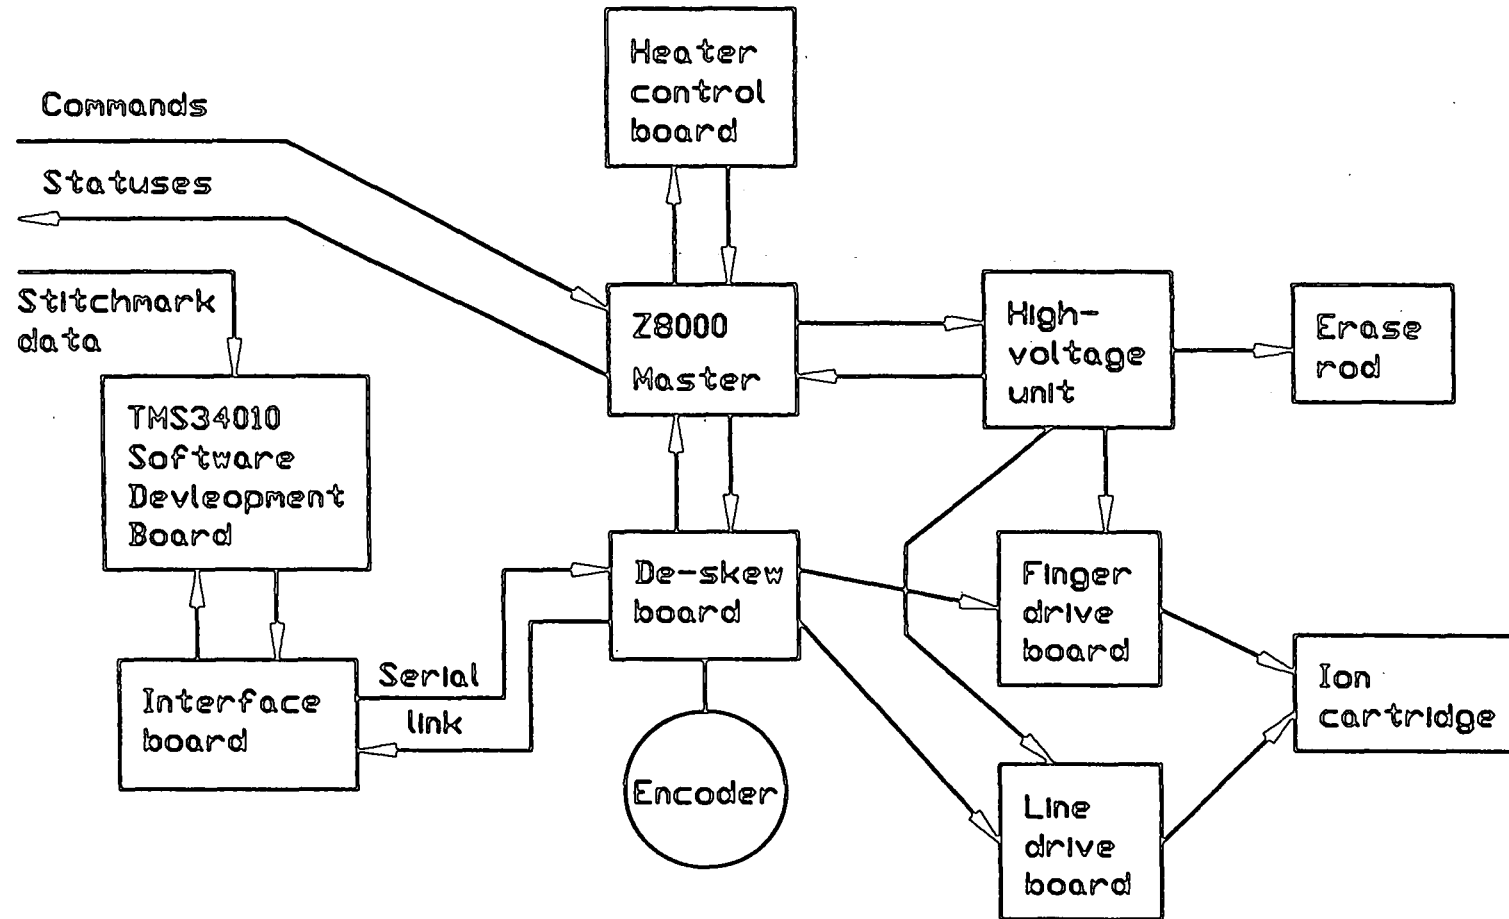 Heater
control
board
Commands
Statuses
Stitchmark
data
Z8000
Master
High-
voltage
unit
Erase
rod
TMS34010
Software
Devleopment
Board
De-skew
board
Finger
drive
board
Serial
link
Interface
board
Ion
cartridge
Encoder
Line
drive
board